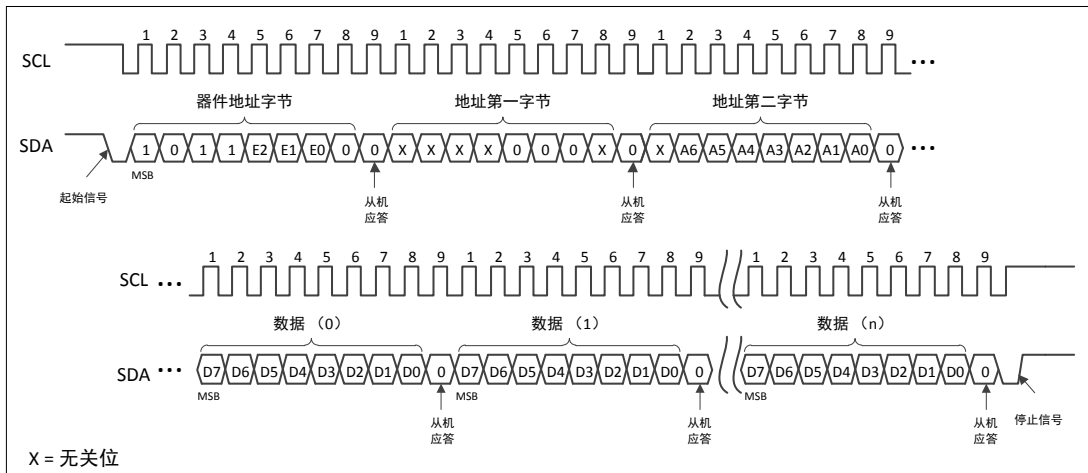 1 2 3 4 5 6 7 8 9 1 2 3 4 5 6 7 8 9 1 2 3 4 5 6 7 8 9
SCL
器件地址字节 地址第一字节 地址第二字节
SDA 1 0 1 1 E2 E1 E0 0 0 X X X X 0 0 0 X 0 X A6 A5 A4 A3 A2 A1 A0 0
MSB
起始信号
从机应答 从机应答 从机应答
1 2 3 4 5 6 7 8 9 1 2 3 4 5 6 7 8 9 1 2 3 4 5 6 7 8 9
SCL
数据 （0） 数据 （1） 数据 （n）
SDA D7 D6 D5 D4 D3 D2 D1 D0 0 D7 D6 D5 D4 D3 D2 D1 D0 0 D7 D6 D5 D4 D3 D2 D1 D0 0
MSB MSB MSB
从机应答 从机应答 从机应答 停止信号
X = 无关位